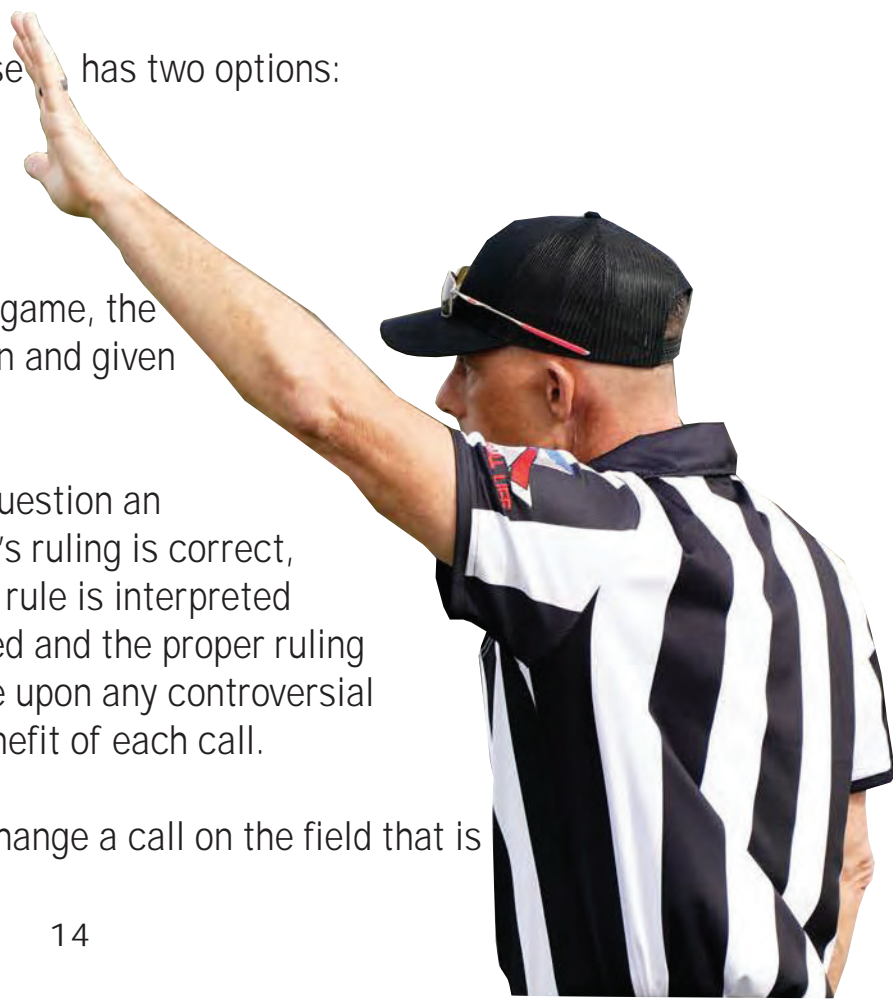 se has two options:
game, the
n and given
uestion an
's ruling is correct,
rule is interpreted
ed and the proper ruling
e upon any controversial
nefit of each call.
hange a call on the field that is
14